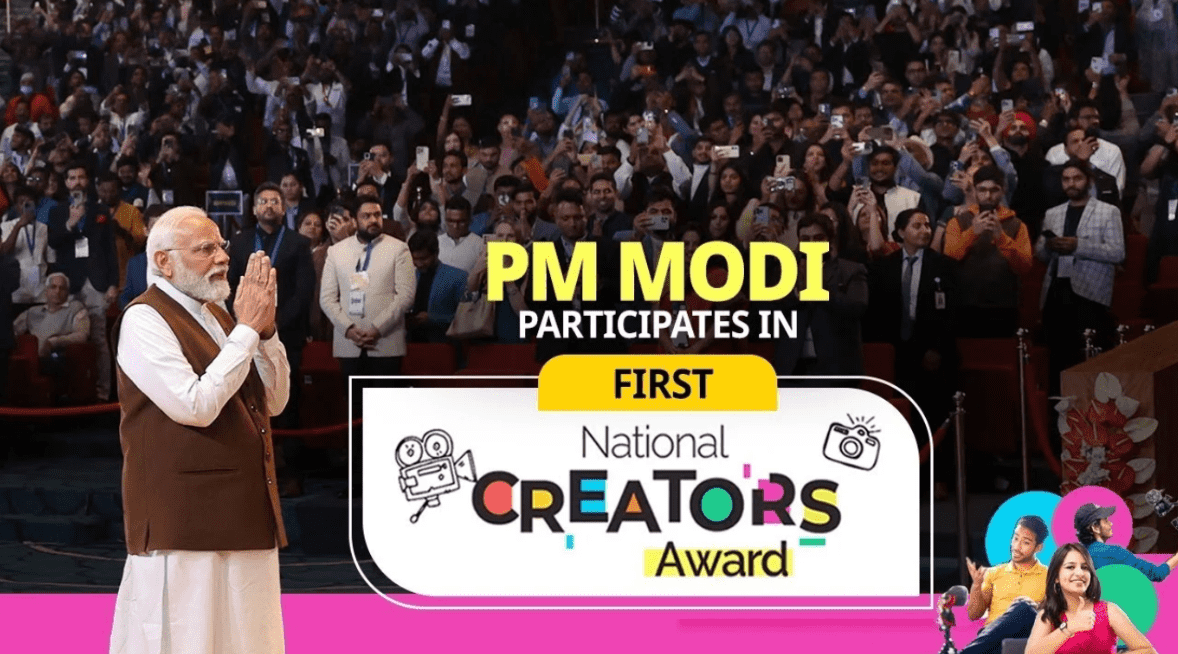 PM MODI
PARTICIPATES IN
FIRST
National
CREATORS
Award